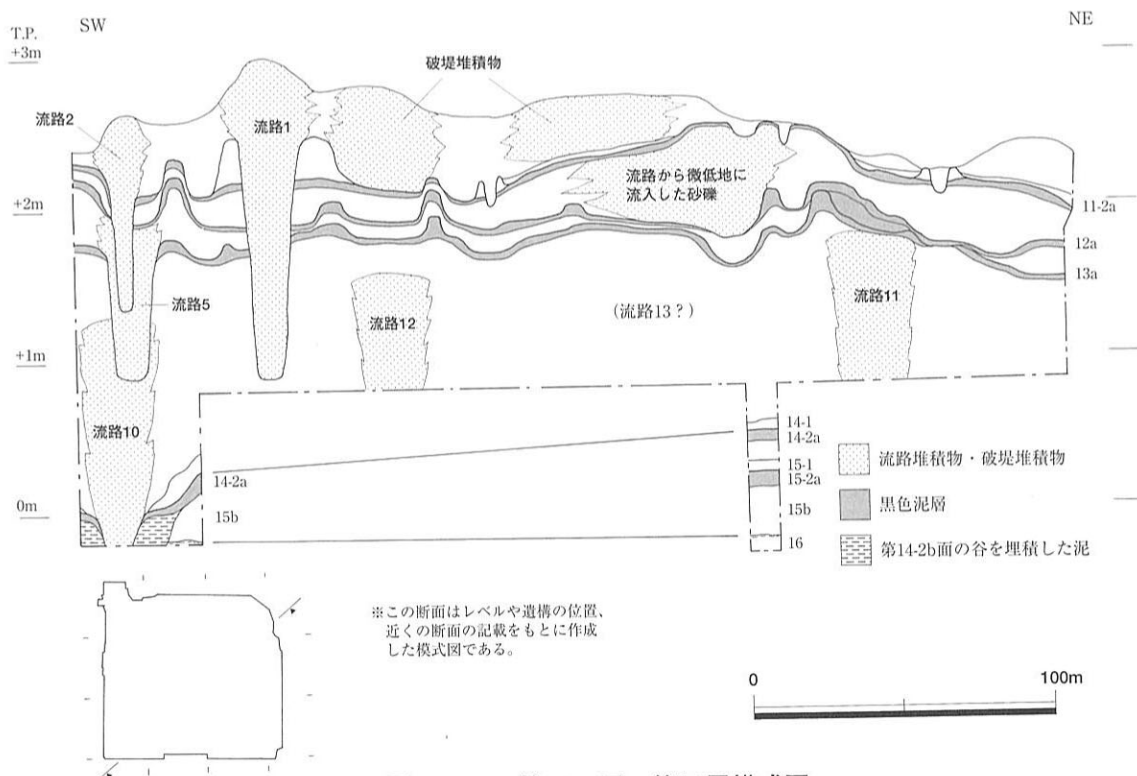 SW
NE
T.P.
+3m
破堤堆積物
流路2
流路1
流路から微低地に
流入した砂礫
+2m
11-2a
12a
13a
流路5
流路12
(流路13？)
流路11
+1m
流路10
14-1
14-2a
15-1
15-2a
15b
16
14-2a
15b
0m
流路堆積物・破堤堆積物
黒色泥層
第14-2b面の谷を埋積した泥
※この断面はレベルや遺構の位置、
近くの断面の記載をもとに作成
した模式図である。
0
100m